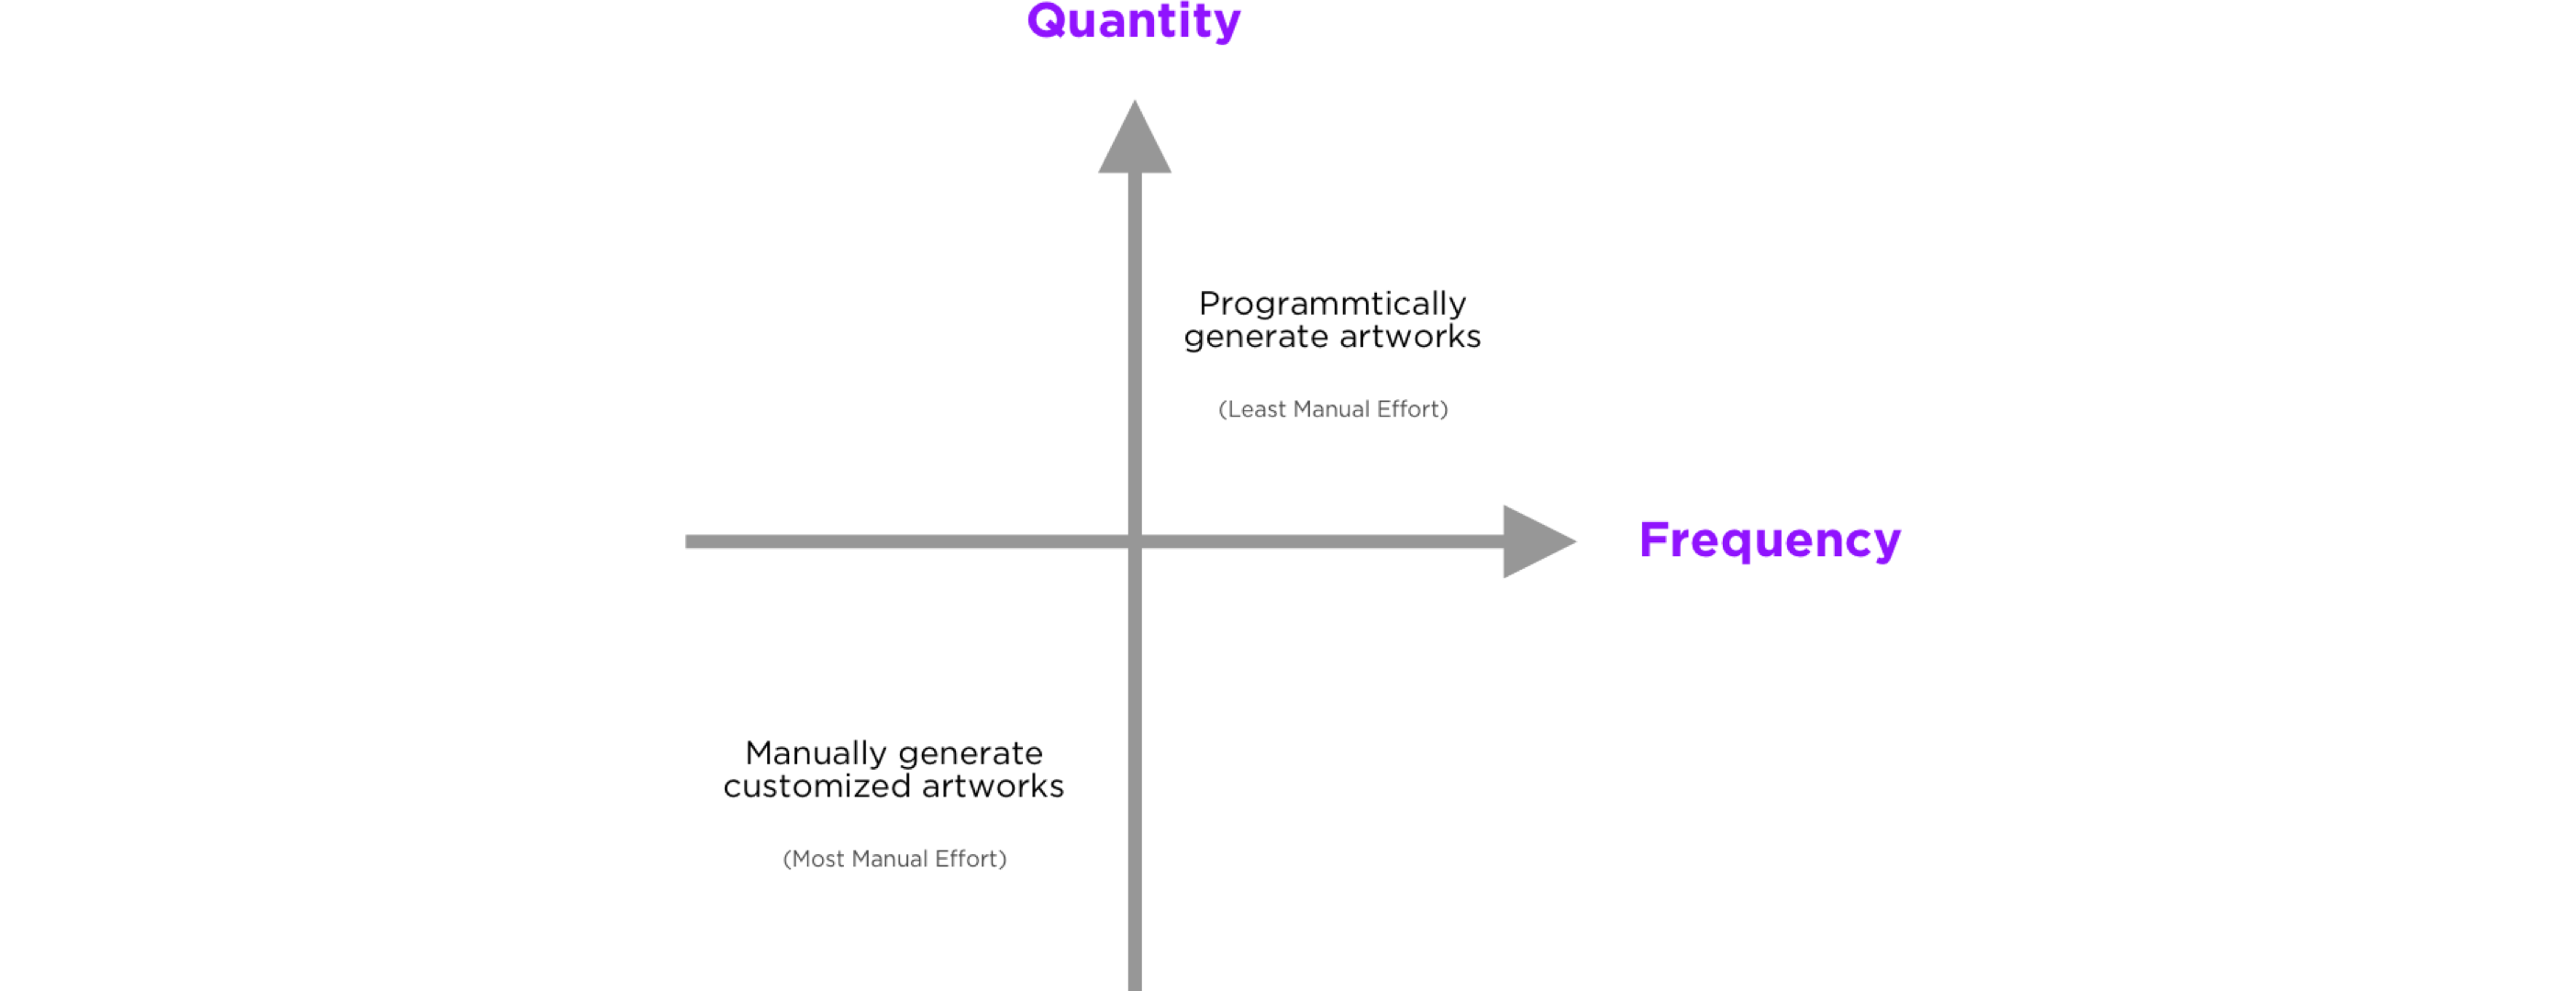 Quantity
Programmtically
generate artworks
(Least Manual Effort)
Frequency
Manually generate
customized artworks
(Most Manual Effort)